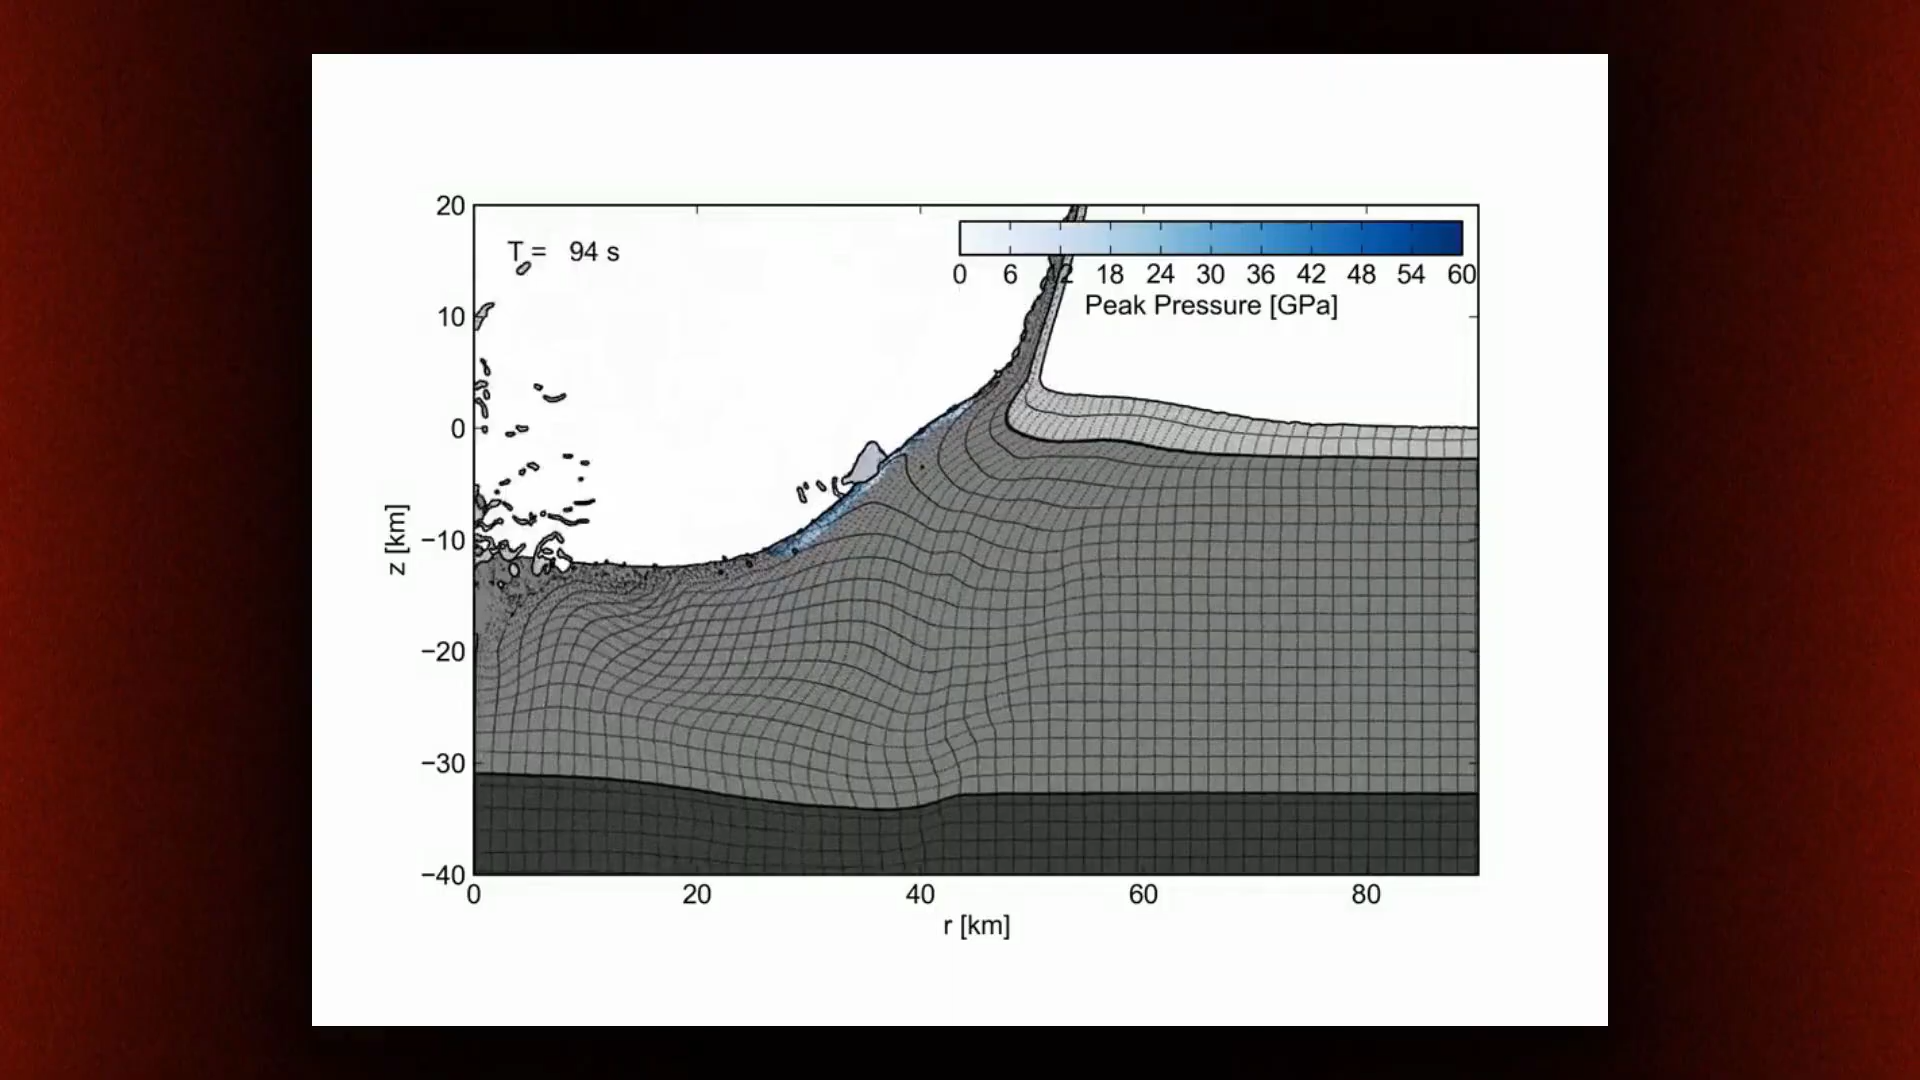 20
T = 94 s
0 6 12 18 24 30 36 42 48 54 60
Peak Pressure [GPa]
10
0
−10
z [km]
−20
−30
−40
0 20 40 60 80
r [km]